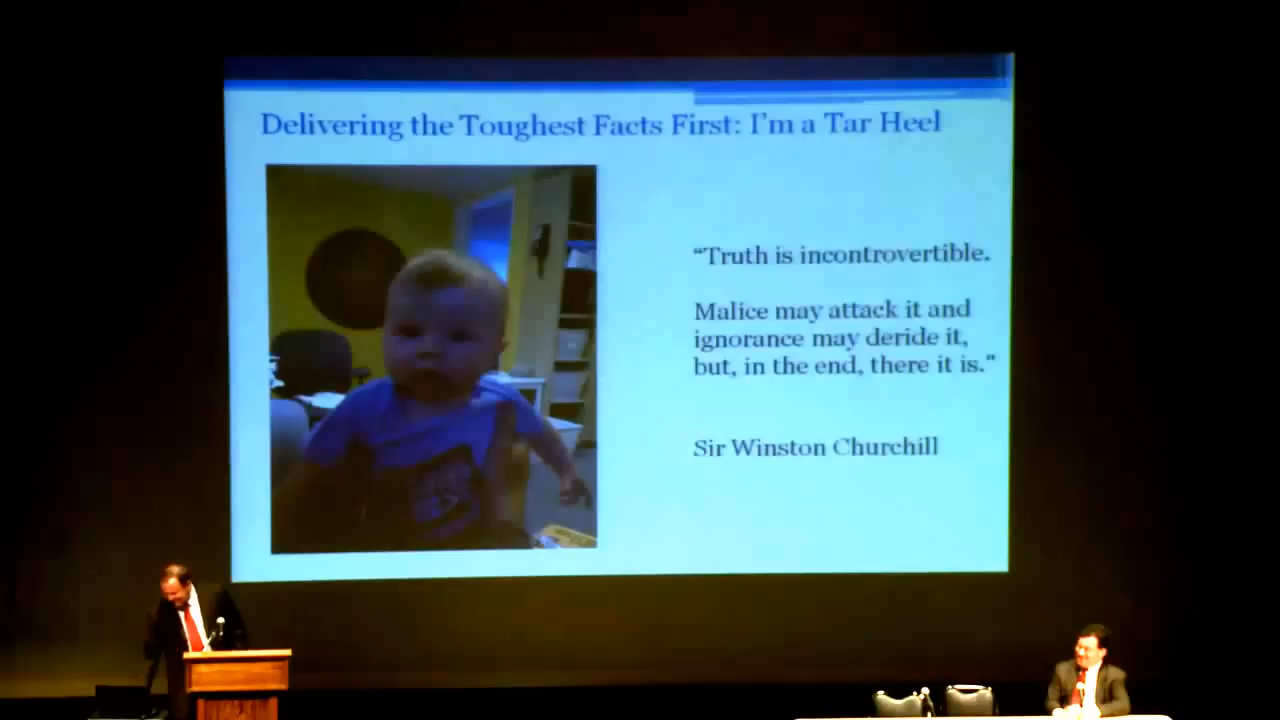 Delivering the Toughest Facts First: I'm a Tar Heel
“Truth is incontrovertible.
Malice may attack it and
ignorance may deride it,
but, in the end, there it is.”
Sir Winston Churchill